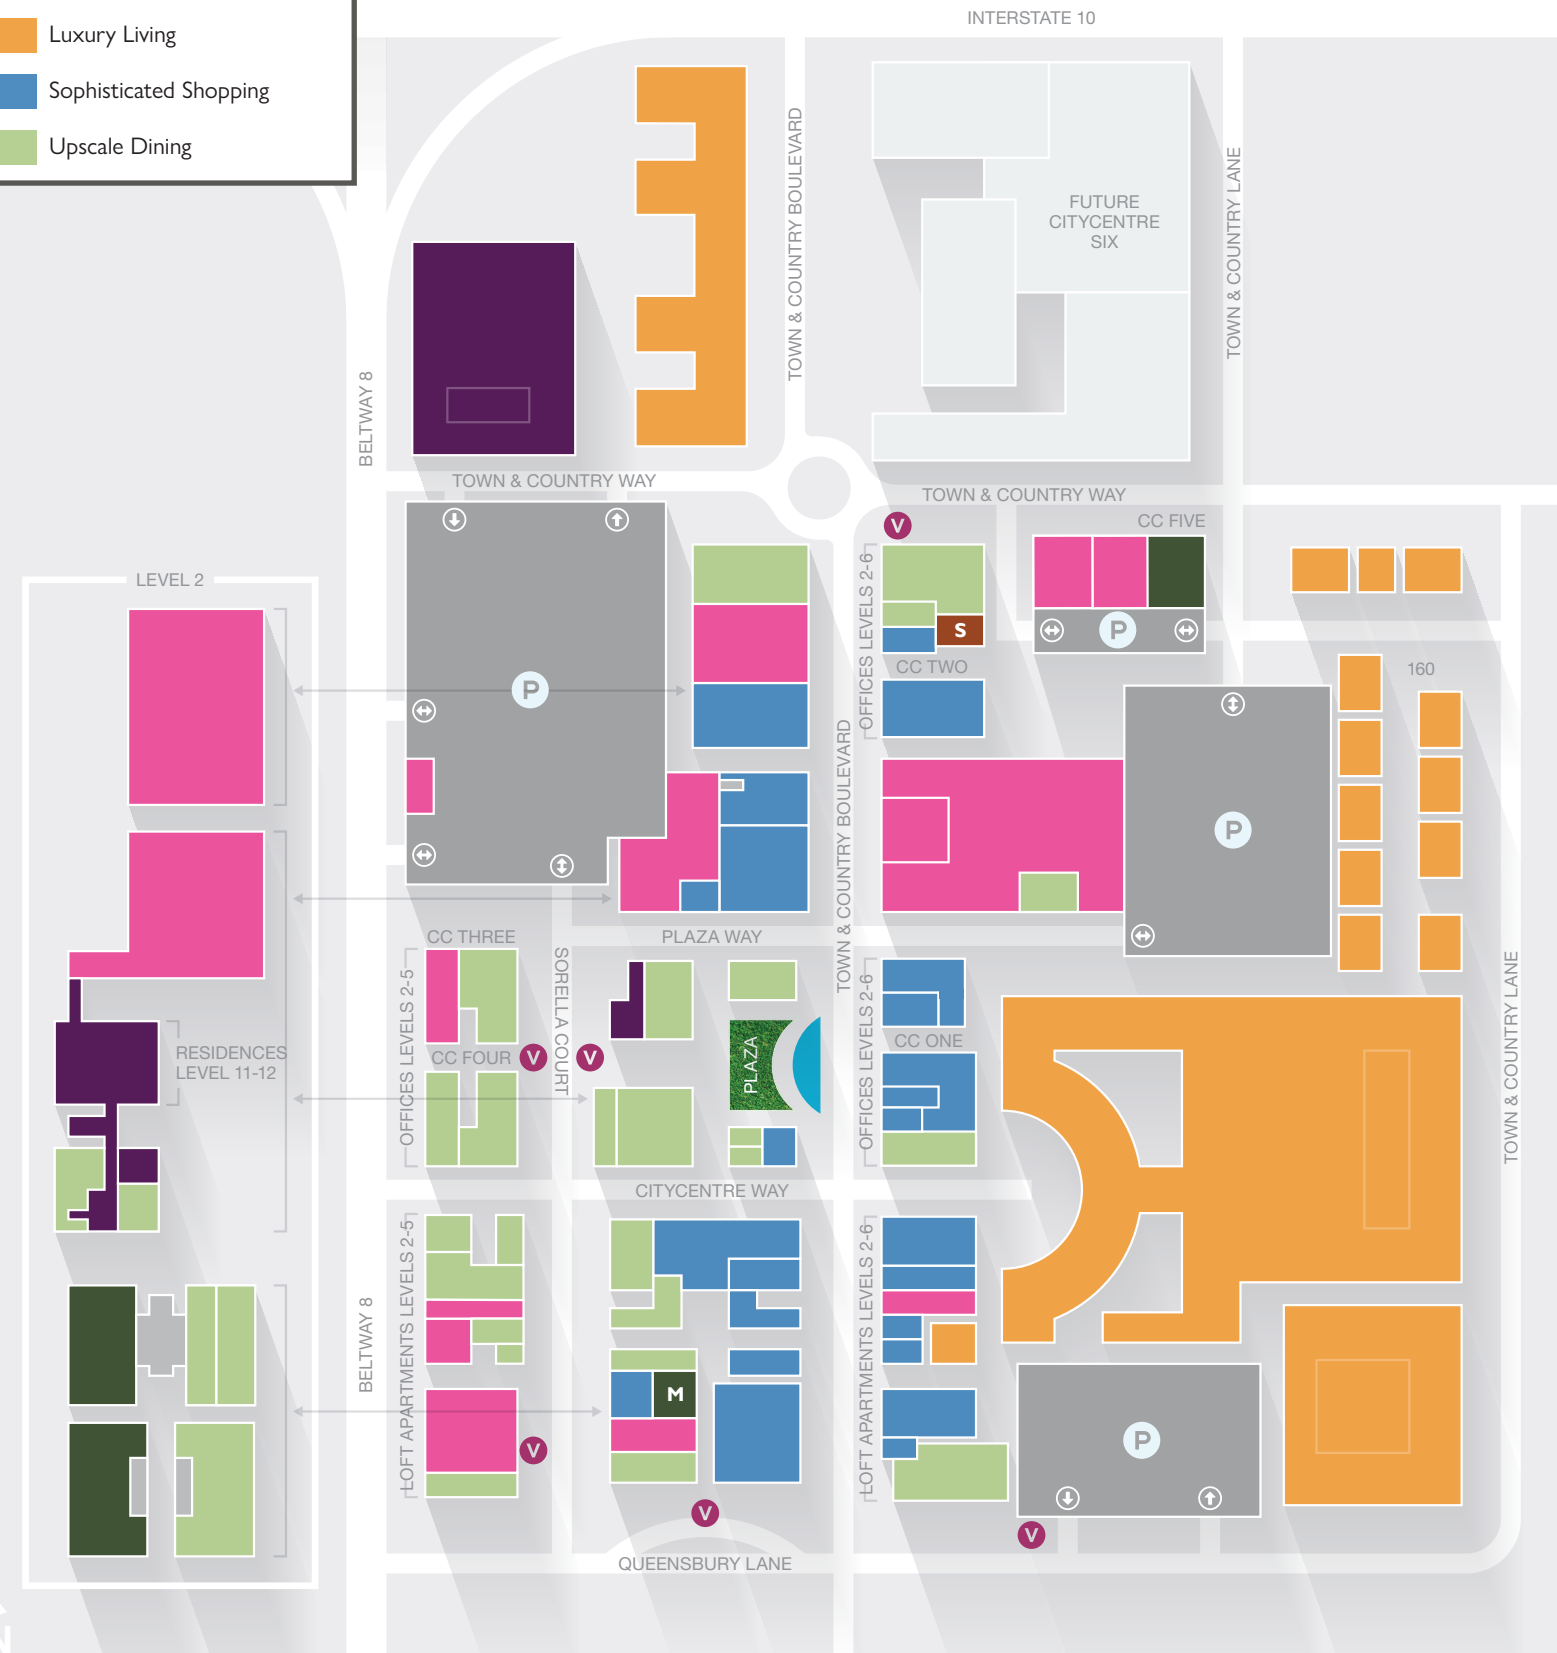 INTERSTATE 10
Luxury Living
Sophisticated Shopping
Upscale Dining
TOWN & COUNTRY BOULEVARD
TOWN & COUNTRY LANE
FUTURE
CITYCENTRE
SIX
BELTWAY 8
TOWN & COUNTRY WAY
TOWN & COUNTRY WAY
V
CC FIVE
OFFICES LEVELS 2-6
S
P
LEVEL 2
CC TWO
160
P
TOWN & COUNTRY BOULEVARD
P
CC THREE
PLAZA WAY
OFFICES LEVELS 2-5
SORELLA COURT
OFFICES LEVELS 2-6
TOWN & COUNTRY LANE
RESIDENCES
LEVEL 11-12
CC FOUR
V
V
PLAZA
CC ONE
CITYCENTRE WAY
BELTWAY 8
LOFT APARTMENTS LEVELS 2-5
LOFT APARTMENTS LEVELS 2-6
M
V
P
V
V
QUEENSBURY LANE